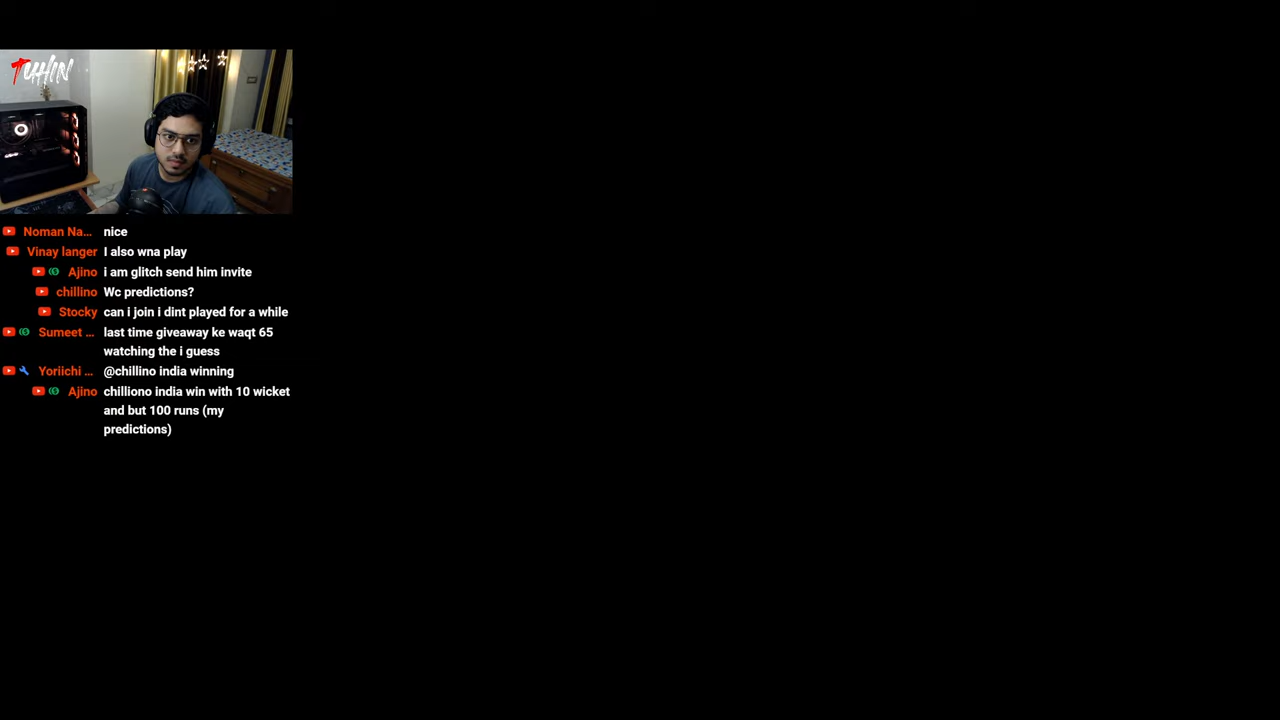 TUHIN
Noman Na... nice
Vinay langer I also wna play
Ajino i am glitch send him invite
chillino Wc predictions?
Stocky can i join i dint played for a while
Sumeet ... last time giveaway ke waqt 65
watching the i guess
Yoriichi ... @chillino india winning
Ajino chilliono india win with 10 wicket
and but 100 runs (my
predictions)